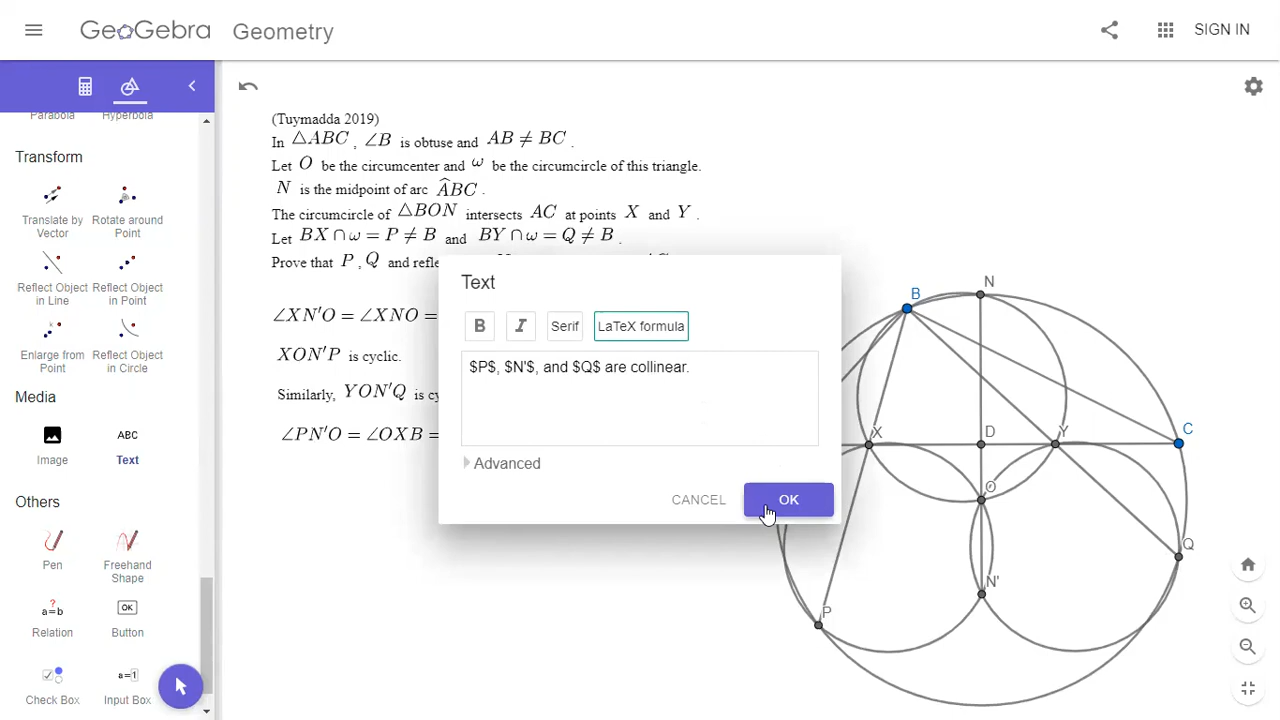 GeoGebra Geometry
SIGN IN
Parabola Hyperbola
Transform
Translate by Vector
Rotate around Point
Reflect Object in Line
Reflect Object in Point
Enlarge from Point
Reflect Object in Circle
Media
ABC
Image
Text
Others
Pen
Freehand Shape
a=b
OK
Relation
Button
a=1
Check Box
Input Box
(Tuymadda 2019)
In △ABC , ∠B is obtuse and AB ≠ BC .
Let O be the circumcenter and ω be the circumcircle of this triangle.
N is the midpoint of arc ABC .
The circumcircle of △BON intersects AC at points X and Y .
Let BX ∩ ω = P ≠ B and BY ∩ ω = Q ≠ B .
Prove that P , Q and refle
∠XN'O = ∠XNO =
XON'P is cyclic.
Similarly, YON'Q is cy
∠PN'O = ∠OXB =
Text
B I Serif LaTeX formula
$P$, $N'$, and $Q$ are collinear.
Advanced
CANCEL OK
N
B
C
X
D
Y
O
Q
N'
P